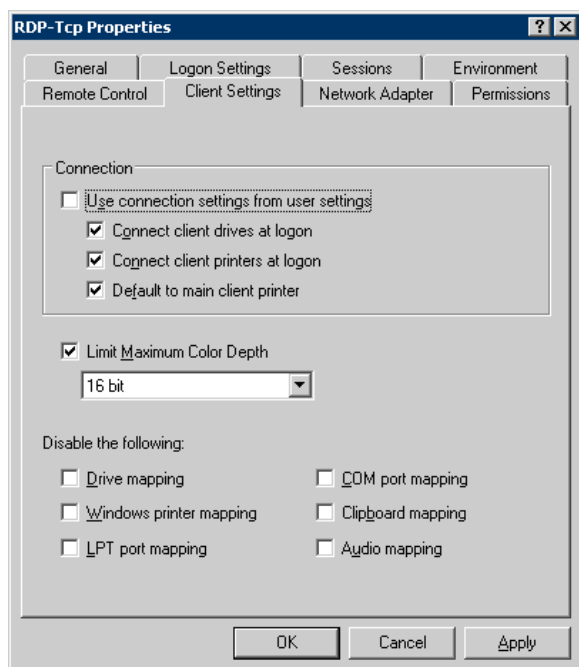 RDP-Tcp Properties
General Logon Settings Sessions Environment
Remote Control Client Settings Network Adapter Permissions
Connection
Use connection settings from user settings
Connect client drives at logon
Connect client printers at logon
Default to main client printer
Limit Maximum Color Depth
16 bit
Disable the following:
Drive mapping COM port mapping
Windows printer mapping Clipboard mapping
LPT port mapping Audio mapping
OK Cancel Apply